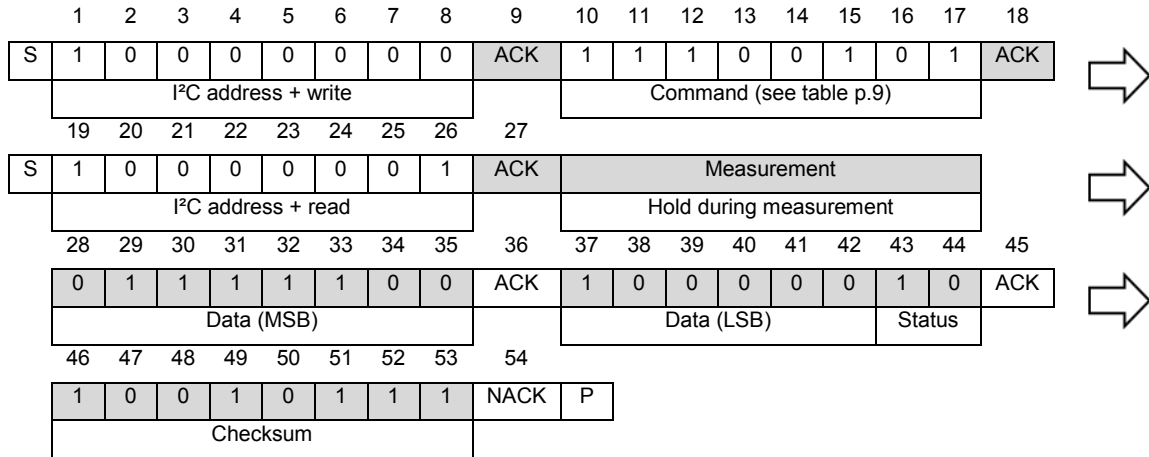 1 2 3 4 5 6 7 8 9 10 11 12 13 14 15 16 17 18
S 1 0 0 0 0 0 0 0 ACK 1 1 1 0 0 1 0 1 ACK
I²C address + write Command (see table p.9)
19 20 21 22 23 24 25 26 27
S 1 0 0 0 0 0 0 1 ACK Measurement
I²C address + read Hold during measurement
28 29 30 31 32 33 34 35 36 37 38 39 40 41 42 43 44 45
0 1 1 1 1 1 0 0 ACK 1 0 0 0 0 0 1 0 ACK
Data (MSB) Data (LSB) Status
46 47 48 49 50 51 52 53 54
1 0 0 1 0 1 1 1 NACK P
Checksum